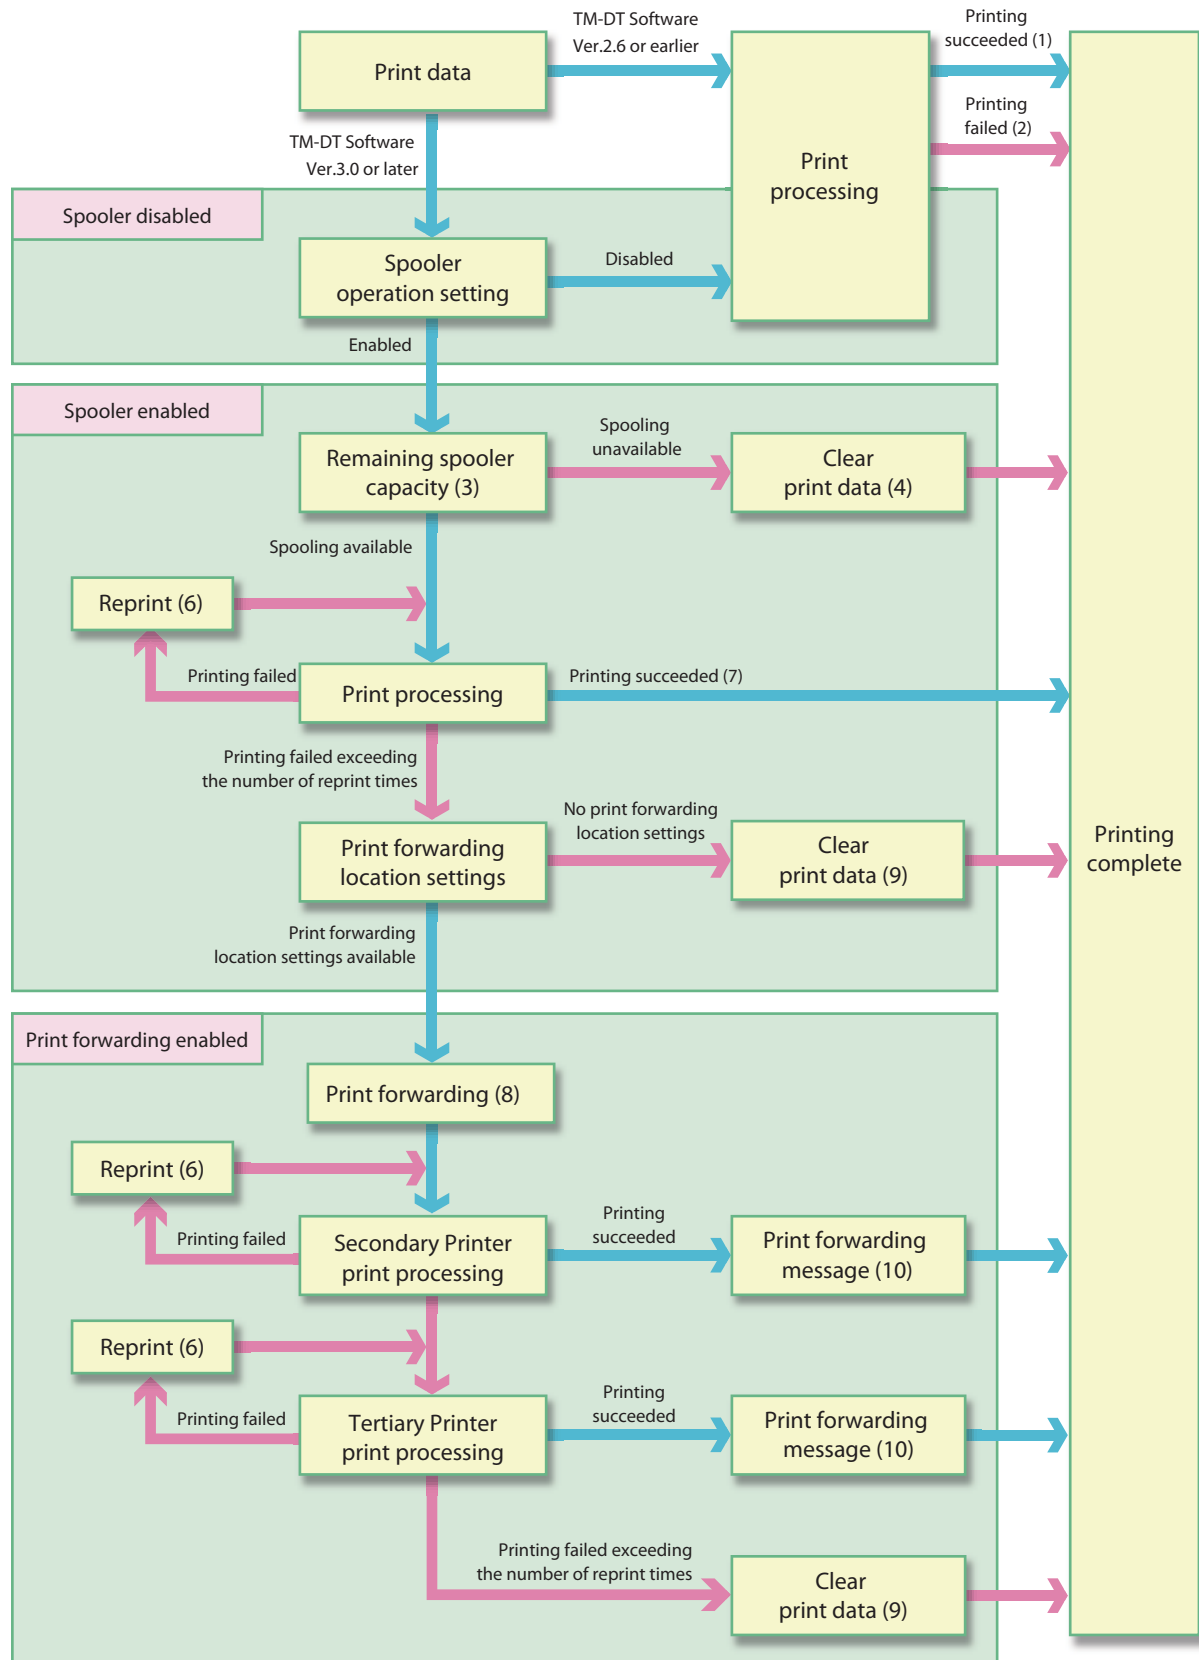 TM-DT Software
Ver.2.6 or earlier
Printing
succeeded (1)
Print data
Printing
failed (2)
TM-DT Software
Ver.3.0 or later
Print
processing
Spooler disabled
Spooler
operation setting
Disabled
Enabled
Spooler enabled
Remaining spooler
capacity (3)
Spooling
unavailable
Clear
print data (4)
Spooling available
Reprint (6)
Printing failed
Print processing
Printing succeeded (7)
Printing failed exceeding
the number of reprint times
Print forwarding
location settings
No print forwarding
location settings
Clear
print data (9)
Printing
complete
Print forwarding
location settings available
Print forwarding enabled
Print forwarding (8)
Reprint (6)
Printing failed
Secondary Printer
print processing
Printing
succeeded
Print forwarding
message (10)
Reprint (6)
Printing failed
Tertiary Printer
print processing
Printing
succeeded
Print forwarding
message (10)
Printing failed exceeding
the number of reprint times
Clear
print data (9)